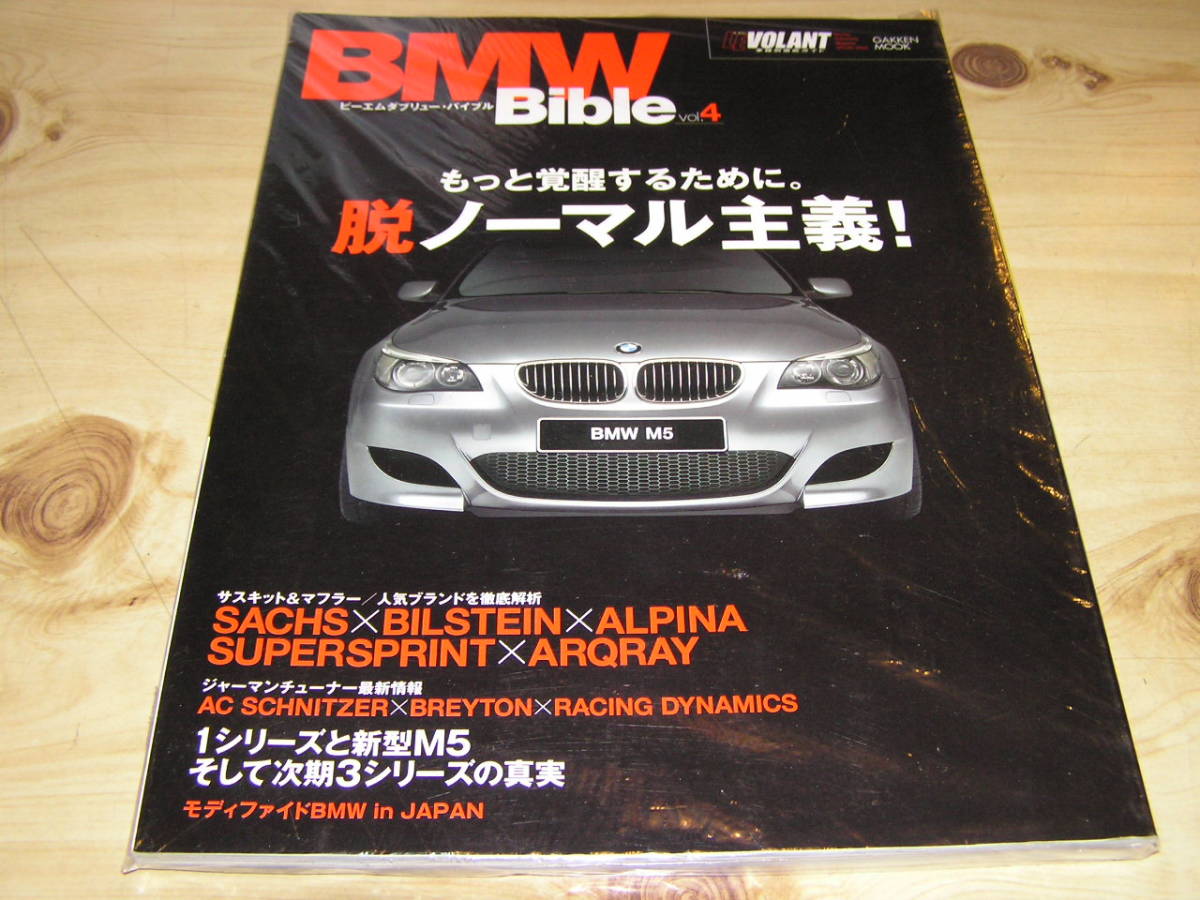 BMW
ビーエムダブリュー・バイブル
Bible vol.4
VOLANT
GAKKEN
MOOK
もっと覚醒するために。
脱ノーマル主義!
BMW M5
サスキット&マフラー/人気ブランドを徹底解析
SACHS×BILSTEIN×ALPINA
SUPERSPRINT×ARQRAY
ジャーマンチューナー最新情報
AC SCHNITZER×BREYTON×RACING DYNAMICS
1シリーズと新型M5
そして次期3シリーズの真実
モディファイドBMW in JAPAN